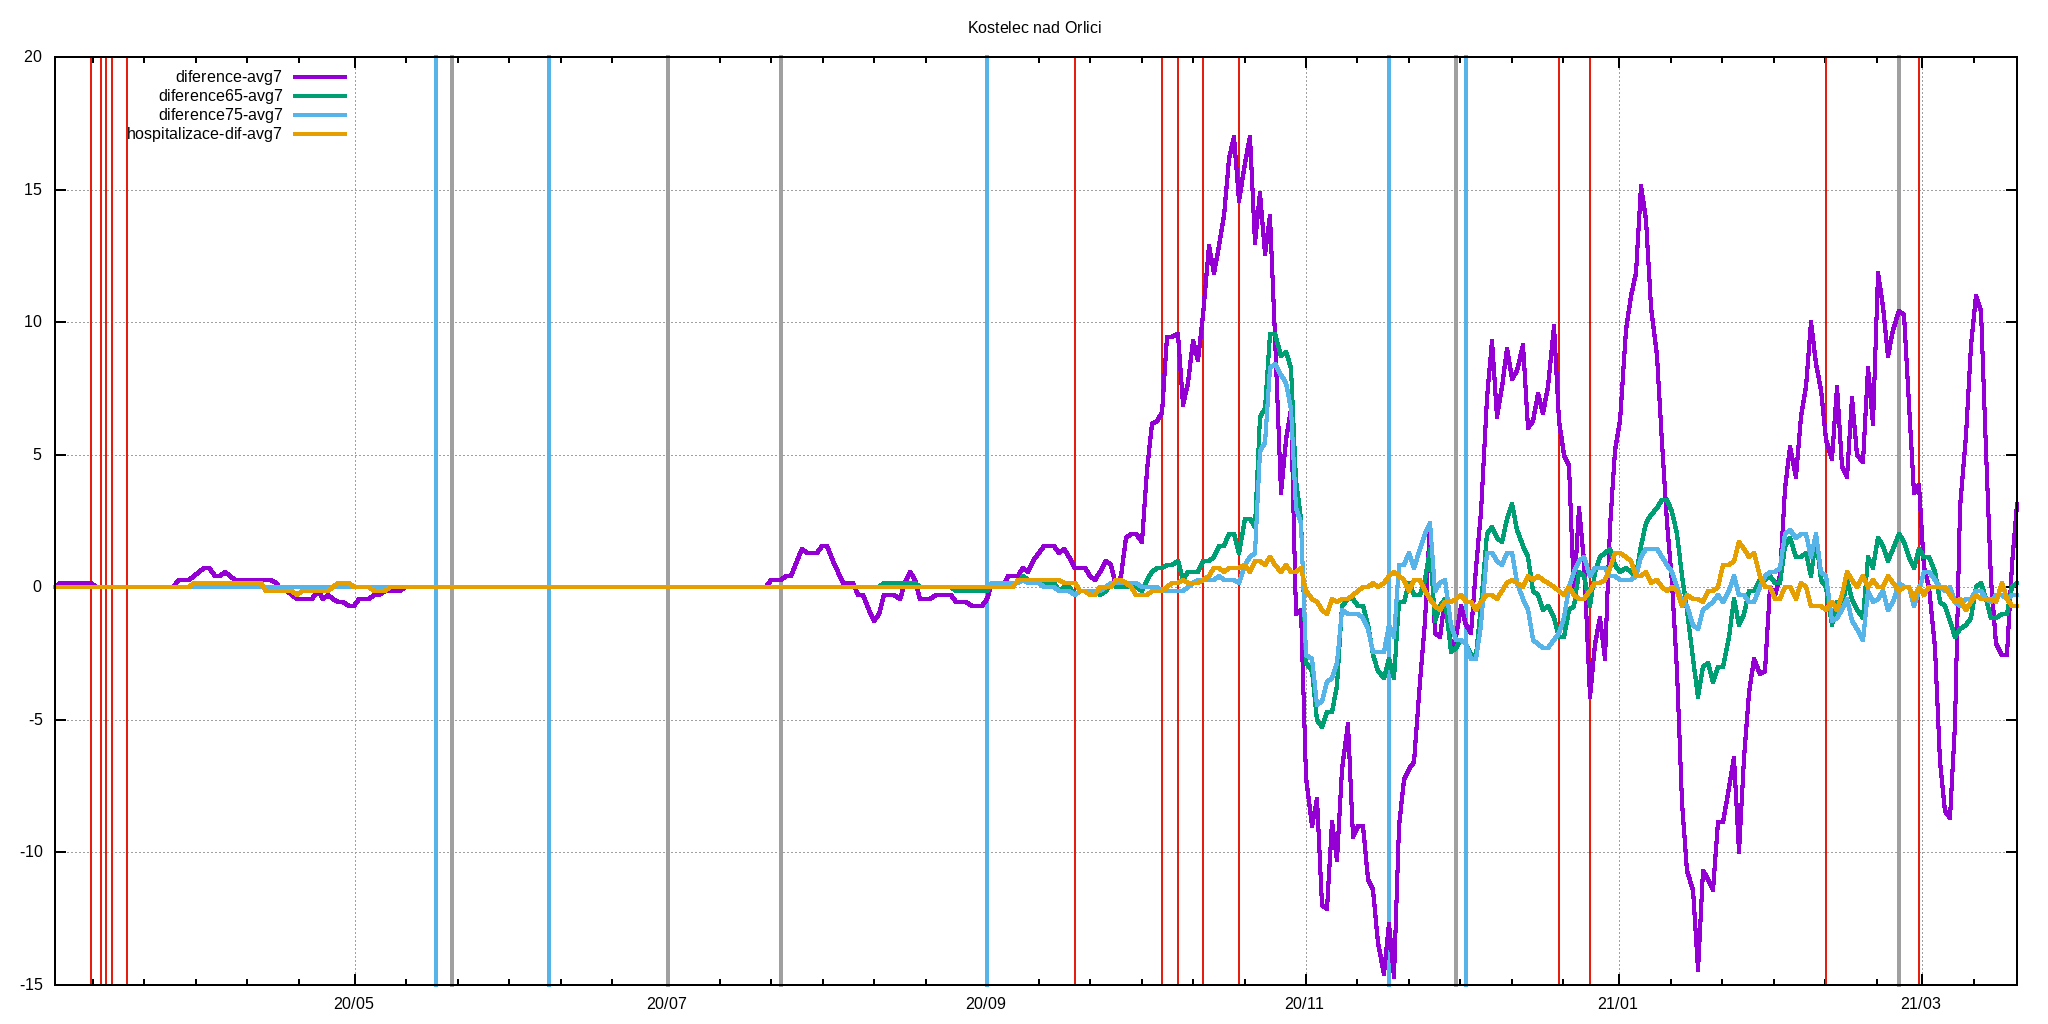 Kostelec nad Orlici
20
diference-avg7
diference65-avg7
diference75-avg7
hospitalizace-dif-avg7
15
10
5
0
-5
-10
-15
20/05
20/07
20/09
20/11
21/01
21/03